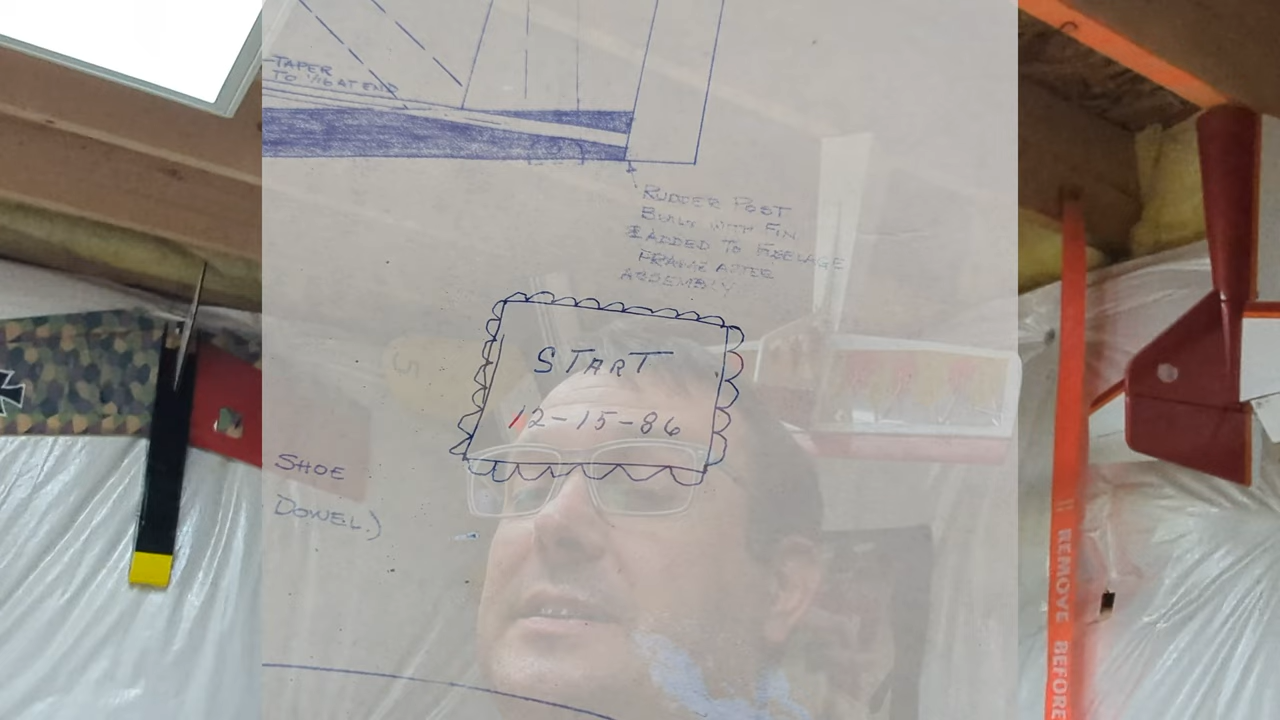 TAPER
TO 1/16 AT END
RUDDER POST
BUILT WITH FIN
& ADDED TO FUSELAGE
FRAME AFTER
ASSEMBLY.
START
12-15-86
SHOE
DOWEL.)
REMOVE BEFORE